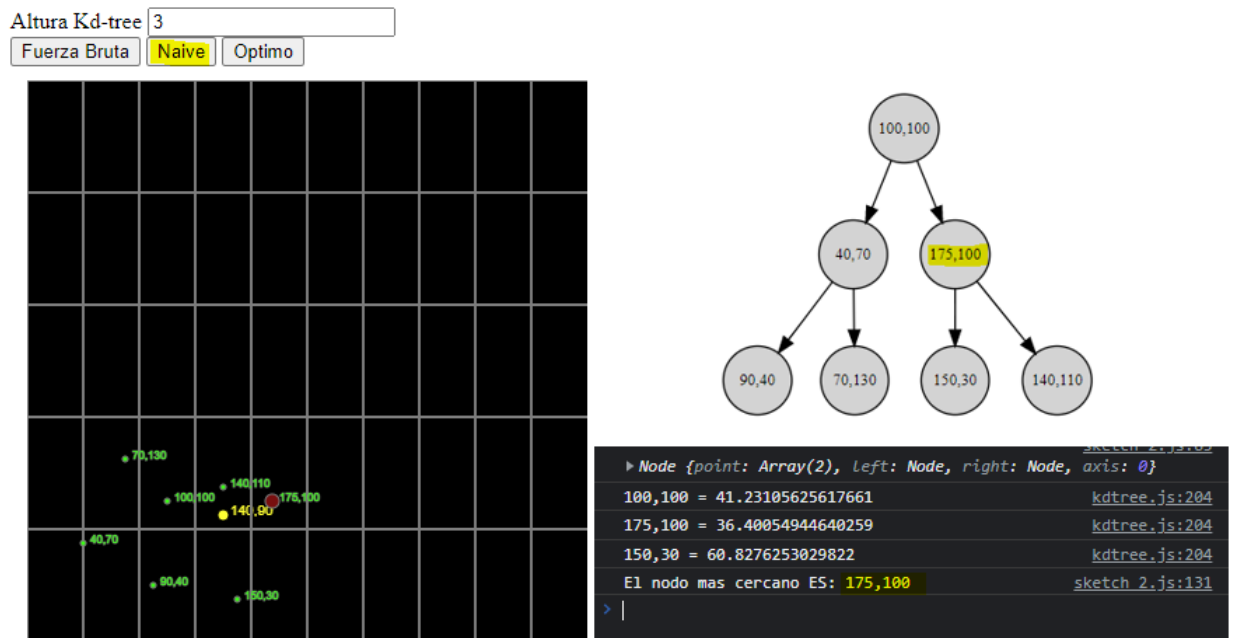 Altura Kd-tree 3
Fuerza Bruta Naive Optimo
70,130
140,110
100,100
175,100
140,90
40,70
90,40
150,30
100,100
40,70 175,100
90,40 70,130 150,30 140,110
▶Node {point: Array(2), left: Node, right: Node, axis: 0}
100,100 = 41.23105625617661 kdtree.js:204
175,100 = 36.40054944640259 kdtree.js:204
150,30 = 60.8276253029822 kdtree.js:204
El nodo mas cercano ES: 175,100 sketch 2.js:131
>